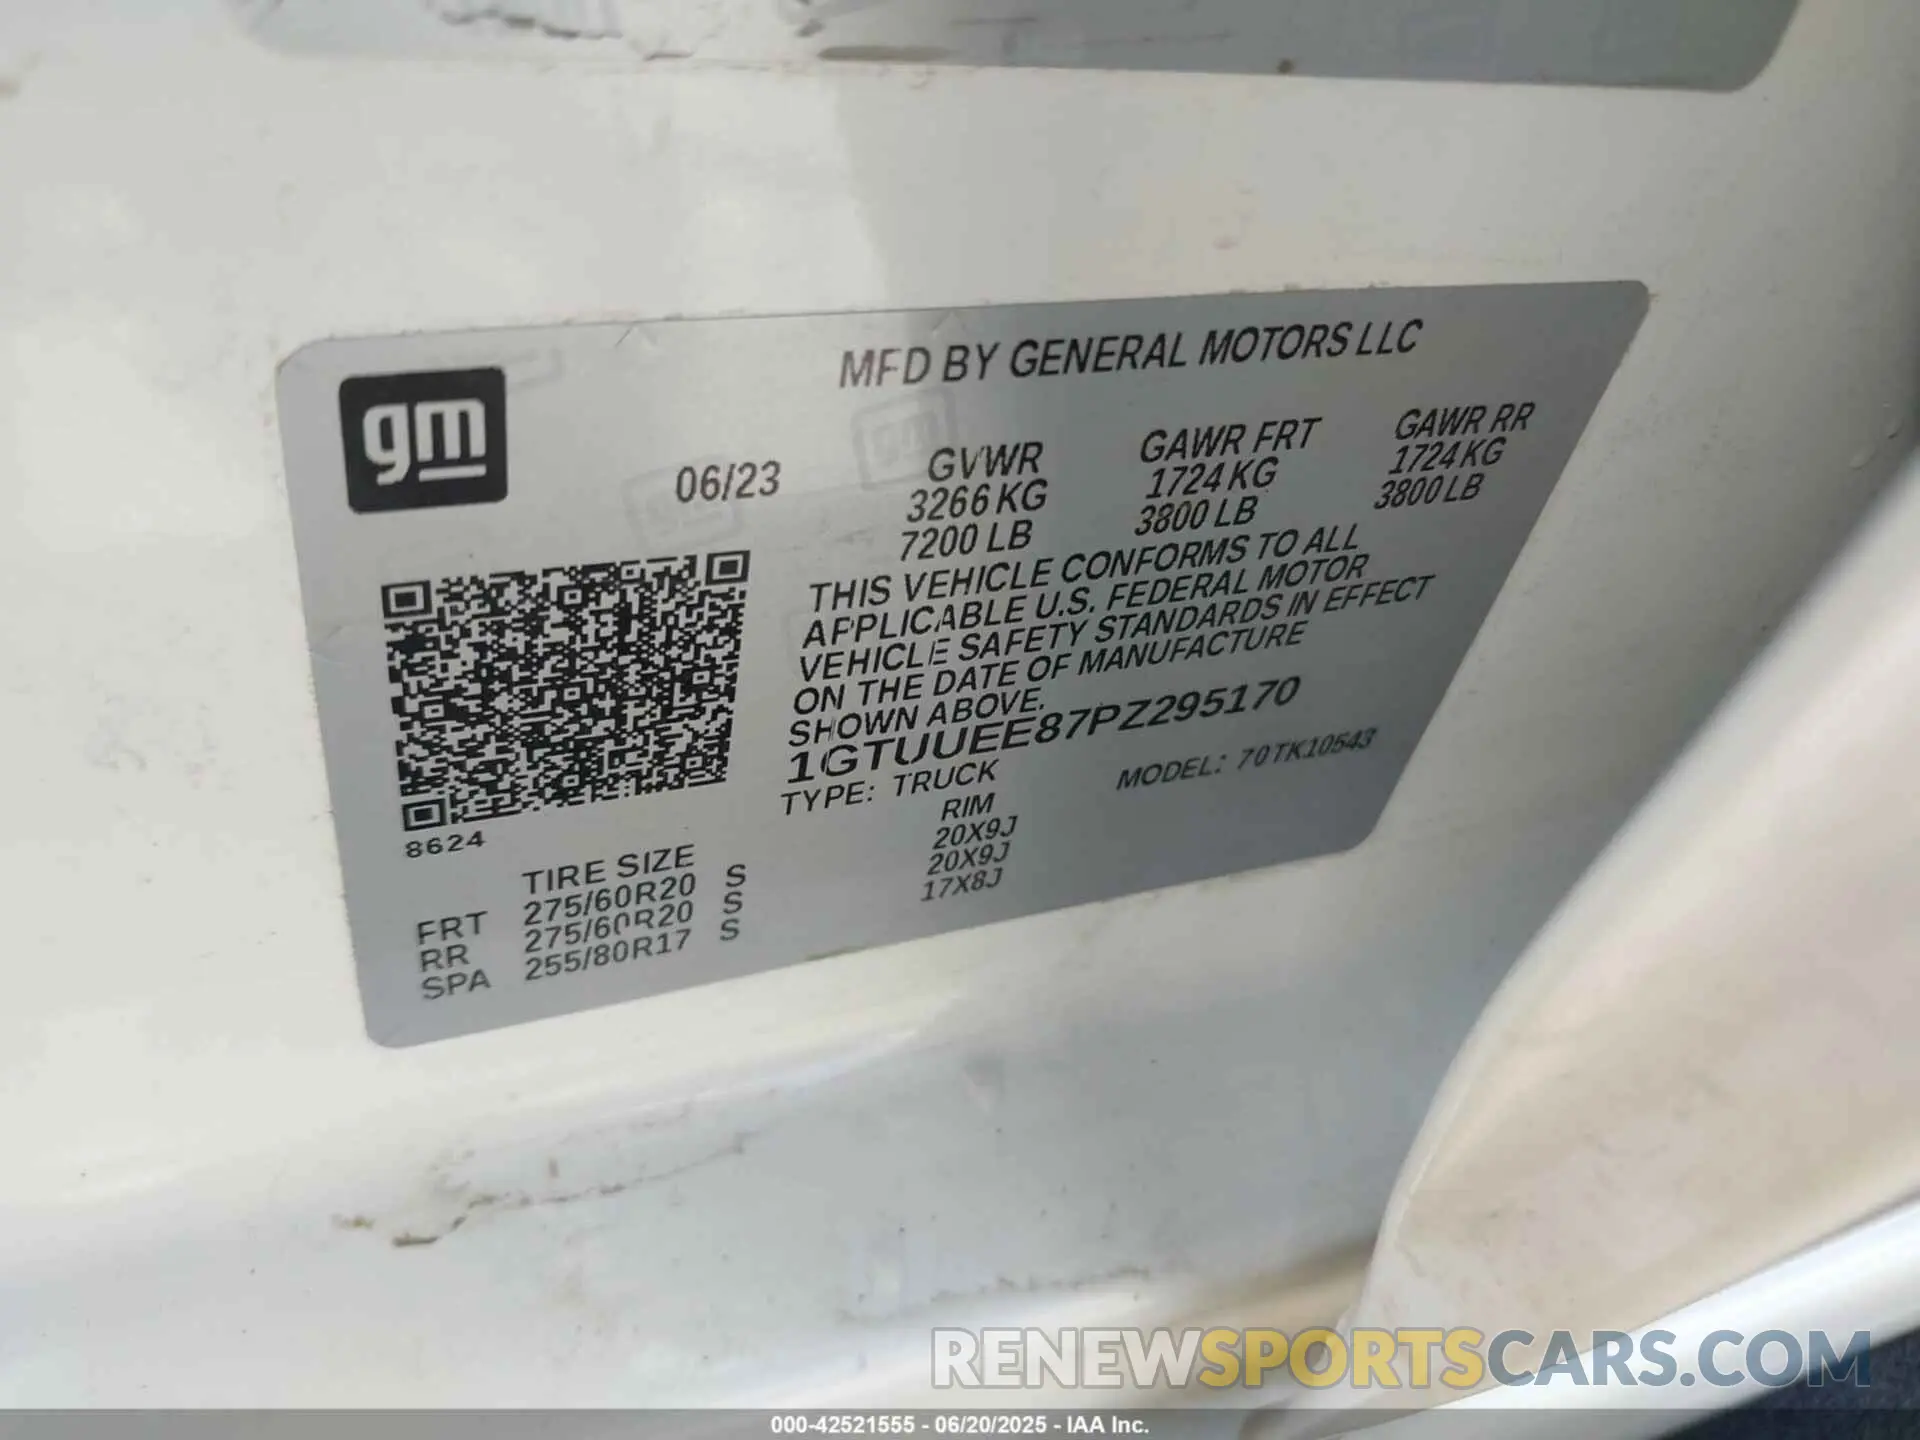 MFD BY GENERAL MOTORS LLC
gm
06/23
GVWR
3266 KG
7200 LB
GAWR FRT
1724 KG
3800 LB
GAWR RR
1724 KG
3800 LB
THIS VEHICLE CONFORMS TO ALL
APPLICABLE U.S. FEDERAL MOTOR
VEHICLE SAFETY STANDARDS IN EFFECT
ON THE DATE OF MANUFACTURE
SHOWN ABOVE.
1GTUUEE87PZ295170
TYPE: TRUCK
MODEL: 70TK10543
8624
TIRE SIZE RIM
FRT 275/60R20 S 20X9J
RR 275/60R20 S 20X9J
SPA 255/80R17 S 17X8J
RENEWSPORTSCARS.COM
000-42521555 - 06/20/2025 - IAA Inc.